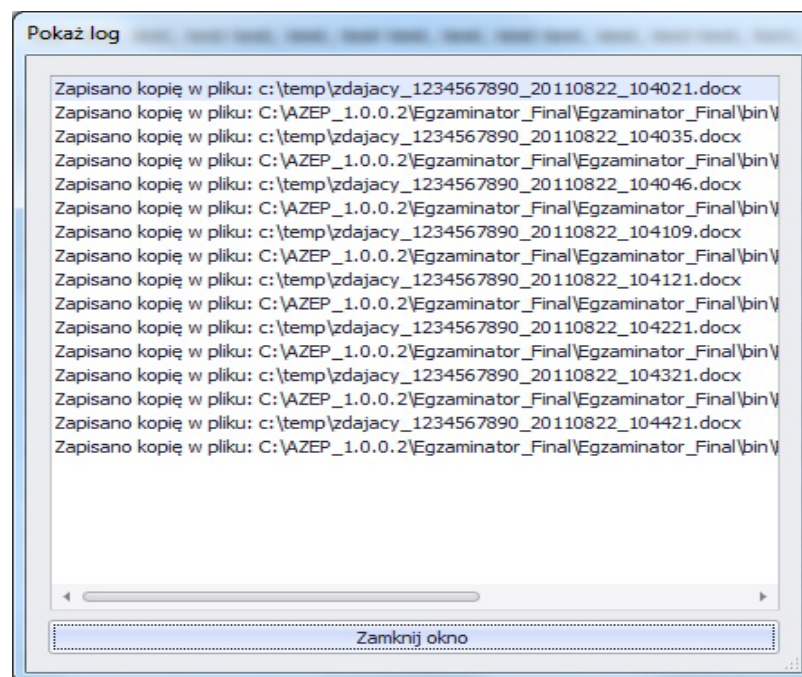 Pokaż log
Zapisano kopię w pliku: c:\temp\zdajacy_1234567890_20110822_104021.docx
Zapisano kopię w pliku: C:\AZEP_1.0.0.2\Egzaminator_Final\Egzaminator_Final\bin\
Zapisano kopię w pliku: c:\temp\zdajacy_1234567890_20110822_104035.docx
Zapisano kopię w pliku: C:\AZEP_1.0.0.2\Egzaminator_Final\Egzaminator_Final\bin\
Zapisano kopię w pliku: c:\temp\zdajacy_1234567890_20110822_104046.docx
Zapisano kopię w pliku: C:\AZEP_1.0.0.2\Egzaminator_Final\Egzaminator_Final\bin\
Zapisano kopię w pliku: c:\temp\zdajacy_1234567890_20110822_104109.docx
Zapisano kopię w pliku: C:\AZEP_1.0.0.2\Egzaminator_Final\Egzaminator_Final\bin\
Zapisano kopię w pliku: c:\temp\zdajacy_1234567890_20110822_104121.docx
Zapisano kopię w pliku: C:\AZEP_1.0.0.2\Egzaminator_Final\Egzaminator_Final\bin\
Zapisano kopię w pliku: c:\temp\zdajacy_1234567890_20110822_104221.docx
Zapisano kopię w pliku: C:\AZEP_1.0.0.2\Egzaminator_Final\Egzaminator_Final\bin\
Zapisano kopię w pliku: c:\temp\zdajacy_1234567890_20110822_104321.docx
Zapisano kopię w pliku: C:\AZEP_1.0.0.2\Egzaminator_Final\Egzaminator_Final\bin\
Zapisano kopię w pliku: c:\temp\zdajacy_1234567890_20110822_104421.docx
Zapisano kopię w pliku: C:\AZEP_1.0.0.2\Egzaminator_Final\Egzaminator_Final\bin\
Zamknij okno